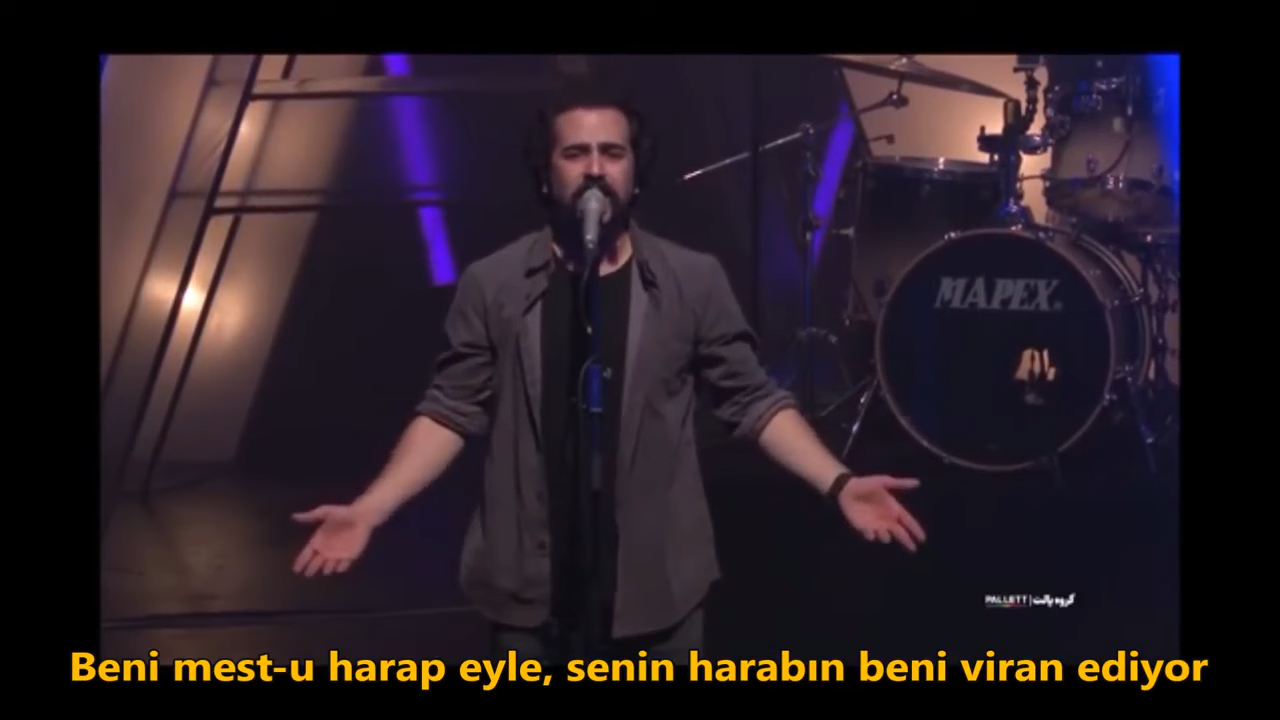 MAPEX
PALLETT | گروه پالت
Beni mest-u harap eyle, senin harabın beni viran ediyor